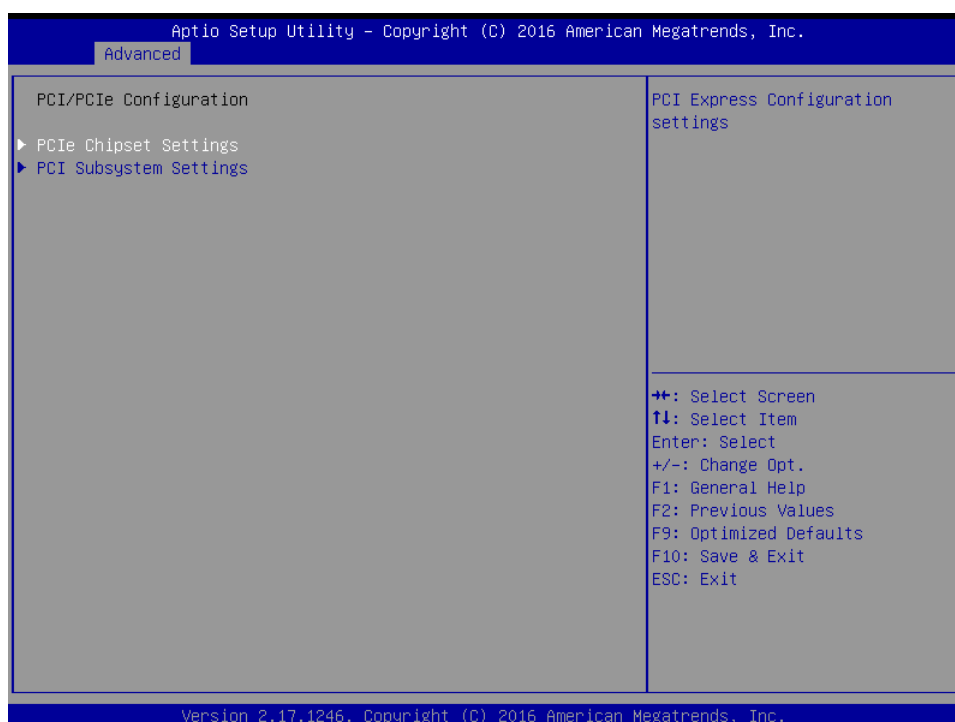 Aptio Setup Utility – Copyright (C) 2016 American Megatrends, Inc.
Advanced
PCI/PCIe Configuration
▶ PCIe Chipset Settings
▶ PCI Subsystem Settings
PCI Express Configuration
settings
→←: Select Screen
↑↓: Select Item
Enter: Select
+/-: Change Opt.
F1: General Help
F2: Previous Values
F9: Optimized Defaults
F10: Save & Exit
ESC: Exit
Version 2.17.1246. Copyright (C) 2016 American Megatrends, Inc.